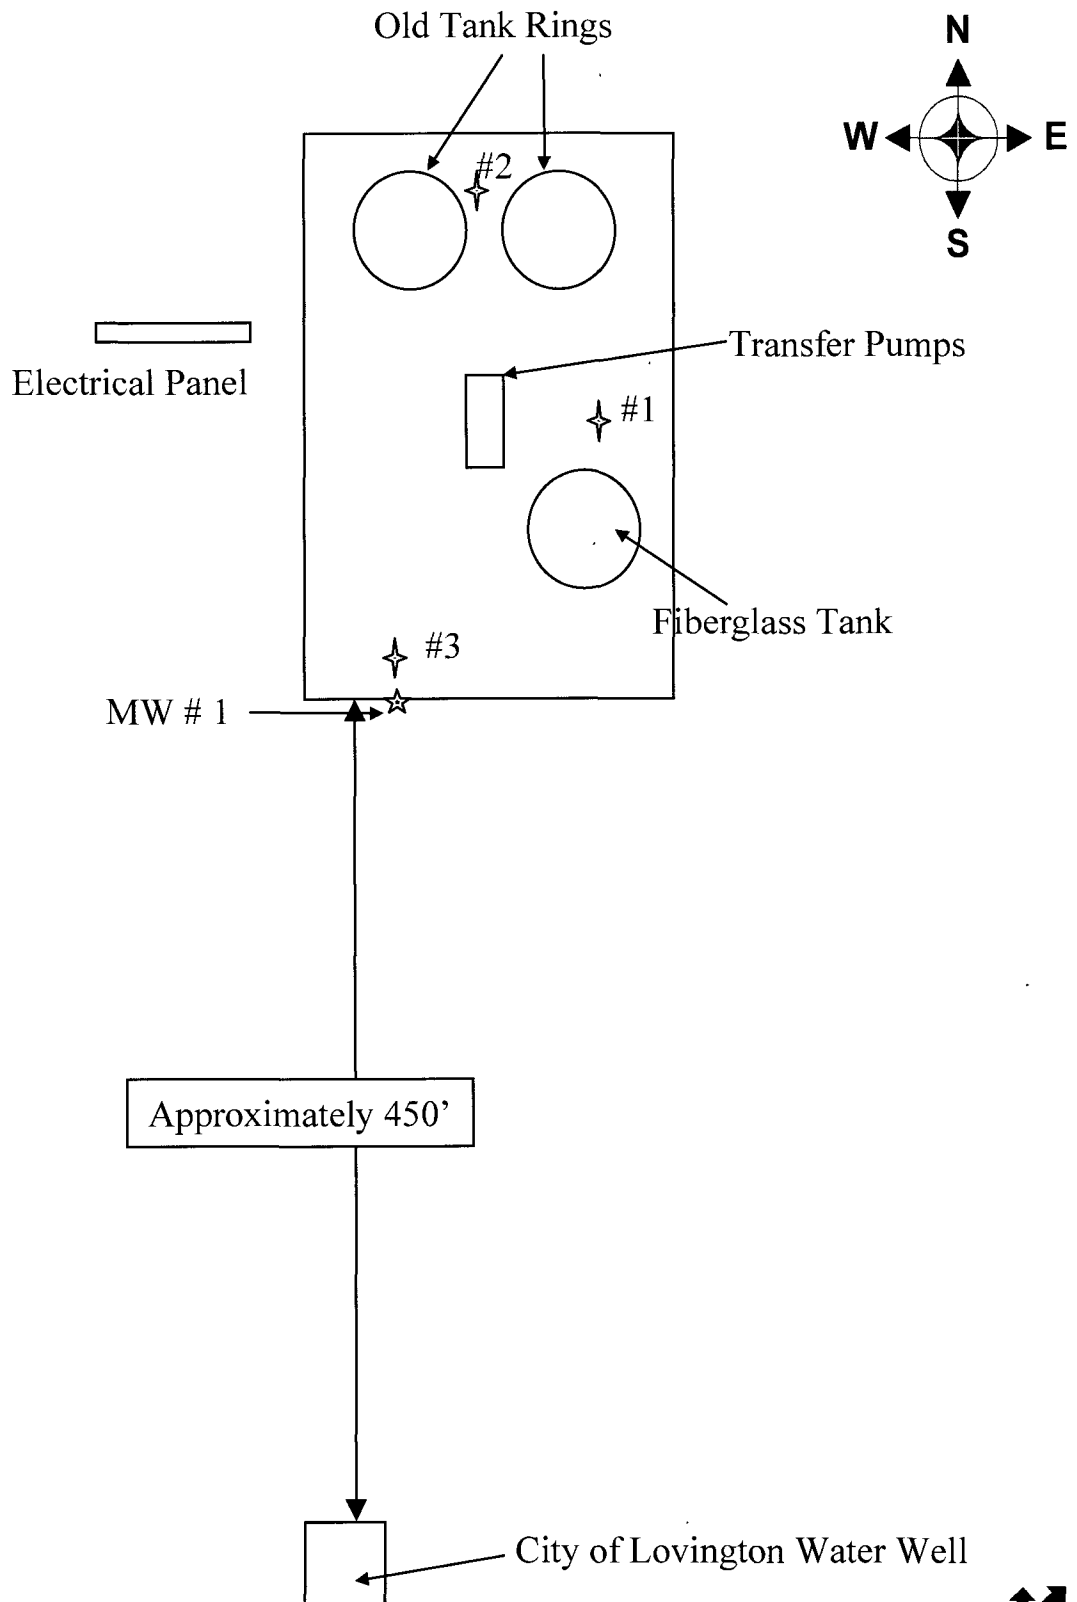 Old Tank Rings
N
W E
S
#2
Transfer Pumps
Electrical Panel
#1
Fiberglass Tank
#3
MW # 1
Approximately 450’
City of Lovington Water Well